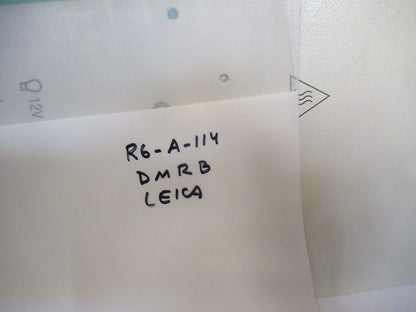 12V
R6-A-114
DMRB
LEICA